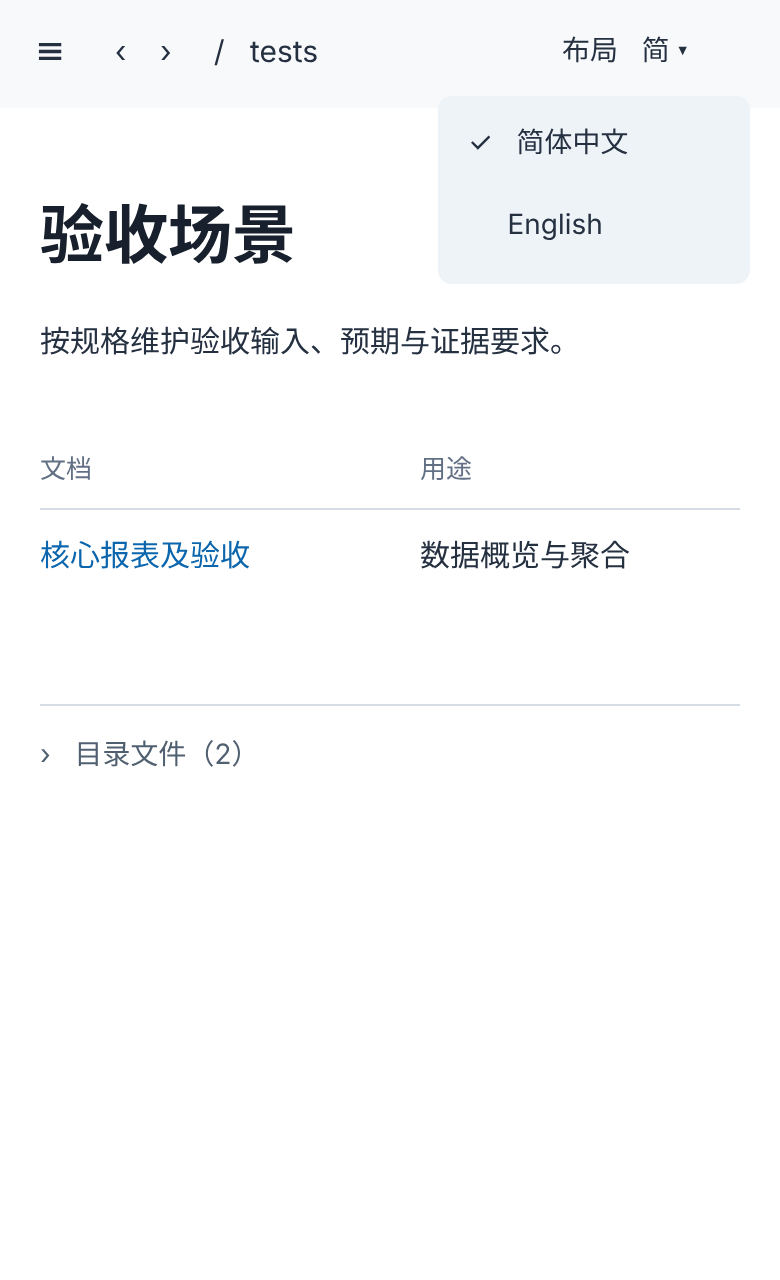 ‹ › / tests 布局 简 ▾
✓ 简体中文
English
验收场景
按规格维护验收输入、预期与证据要求。
文档 用途
核心报表及验收 数据概览与聚合
› 目录文件（2）